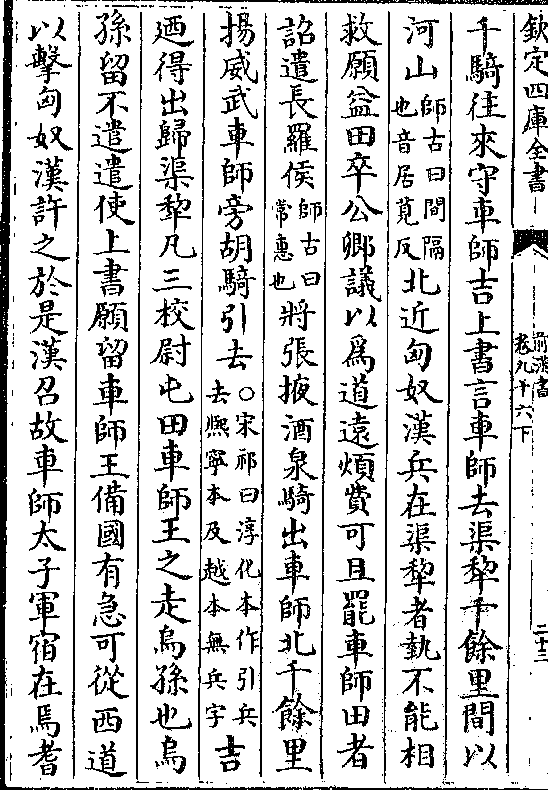 欽定四庫全書
前漢書
卷九十六下
二十三
千騎往來守車師吉上書言車師去渠犂千餘里間以
河山師古曰間隔也音居莧反北近匈奴漢兵在渠犂者埶不能相
救願益田卒公卿議以爲道遠煩費可且罷車師田者
詔遣長羅侯師古曰常惠也將張掖酒泉騎出車師北千餘里
揚威武車師旁胡騎引去○宋祁曰淳化本作引兵去熈寧本及越本無兵字吉
廼得出歸渠犂凡三校尉屯田車師王之走烏孫也烏
孫留不遣遣使上書願留車師王備國有急可從西道
以擊匈奴漢許之於是漢召故車師太子軍宿在焉耆